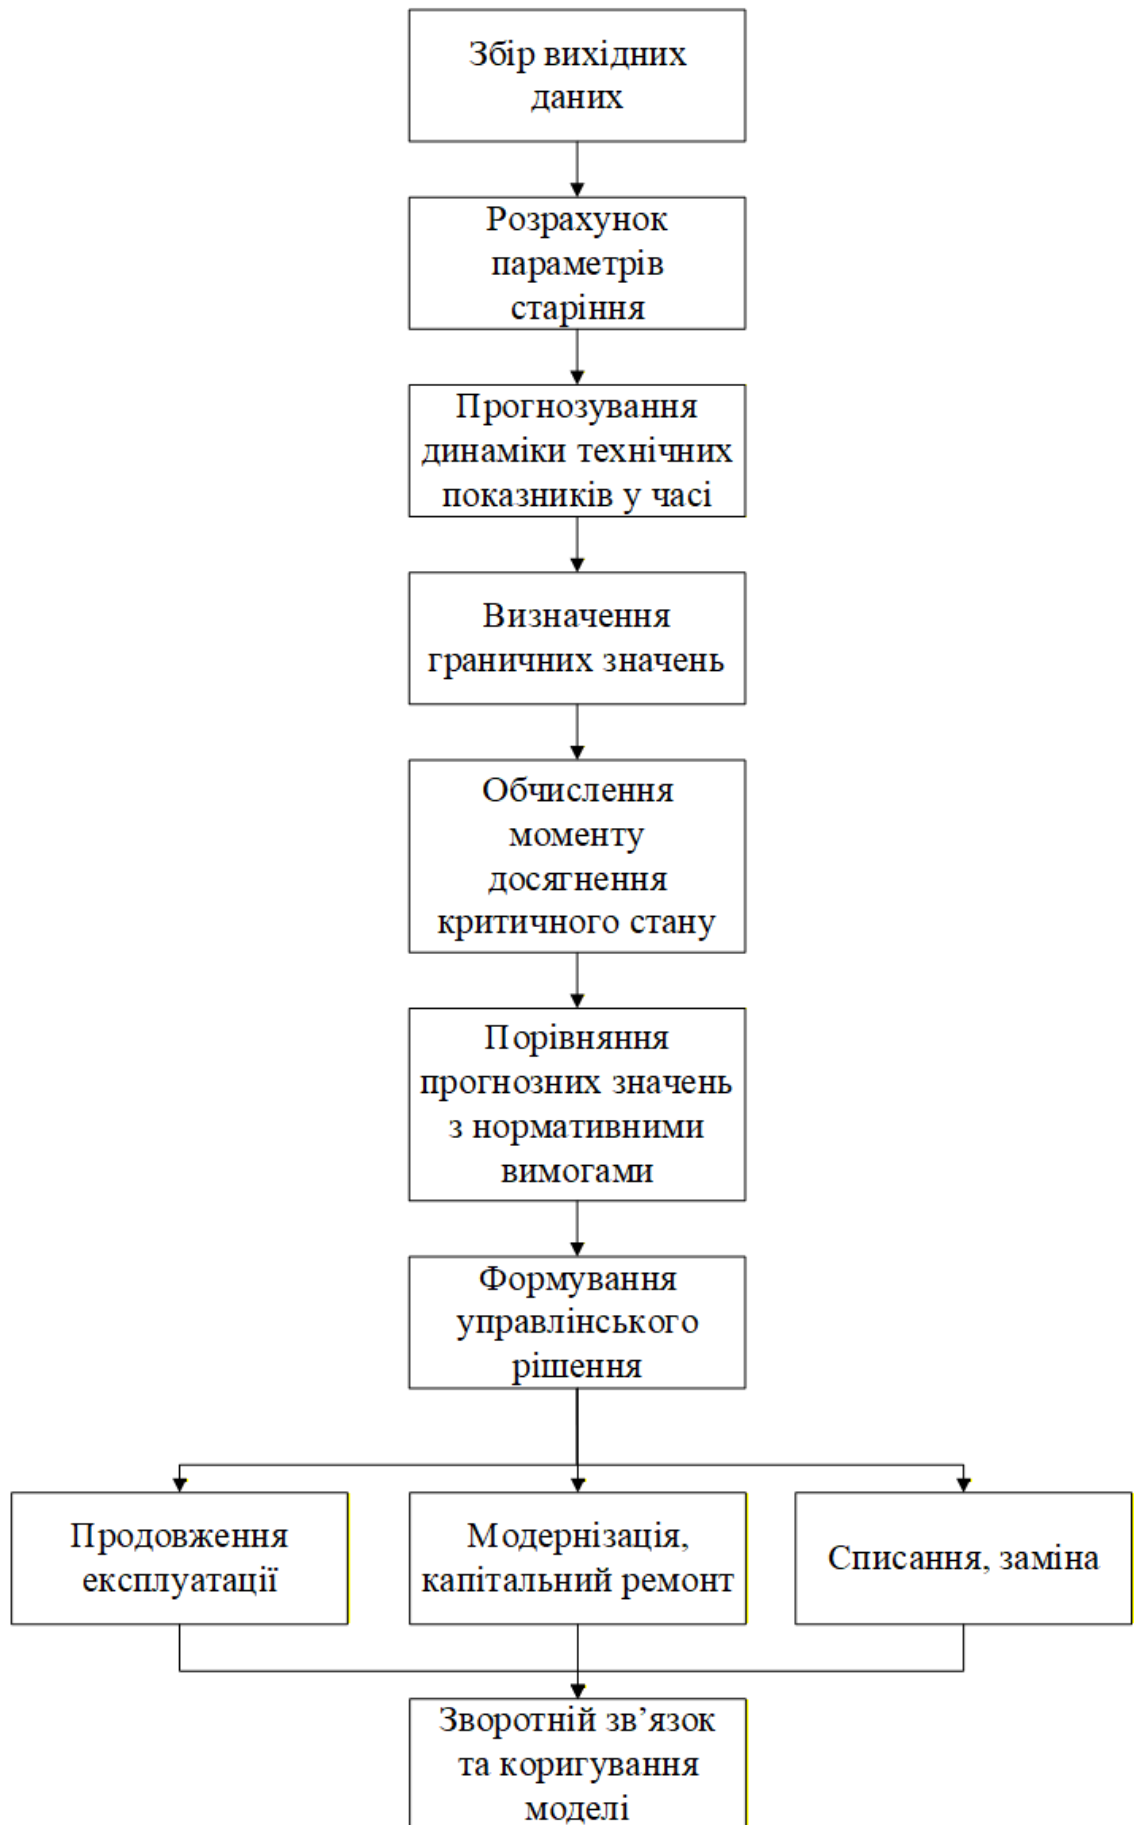 Збір вихідних
даних
Розрахунок
параметрів
старіння
Прогнозування
динаміки технічних
показників у часі
Визначення
граничних значень
Обчислення
моменту
досягнення
критичного стану
Порівняння
прогнозних значень
з нормативними
вимогами
Формування
управлінського
рішення
Продовження
експлуатації
Модернізація,
капітальний ремонт
Списання, заміна
Зворотній зв’язок
та коригування
моделі